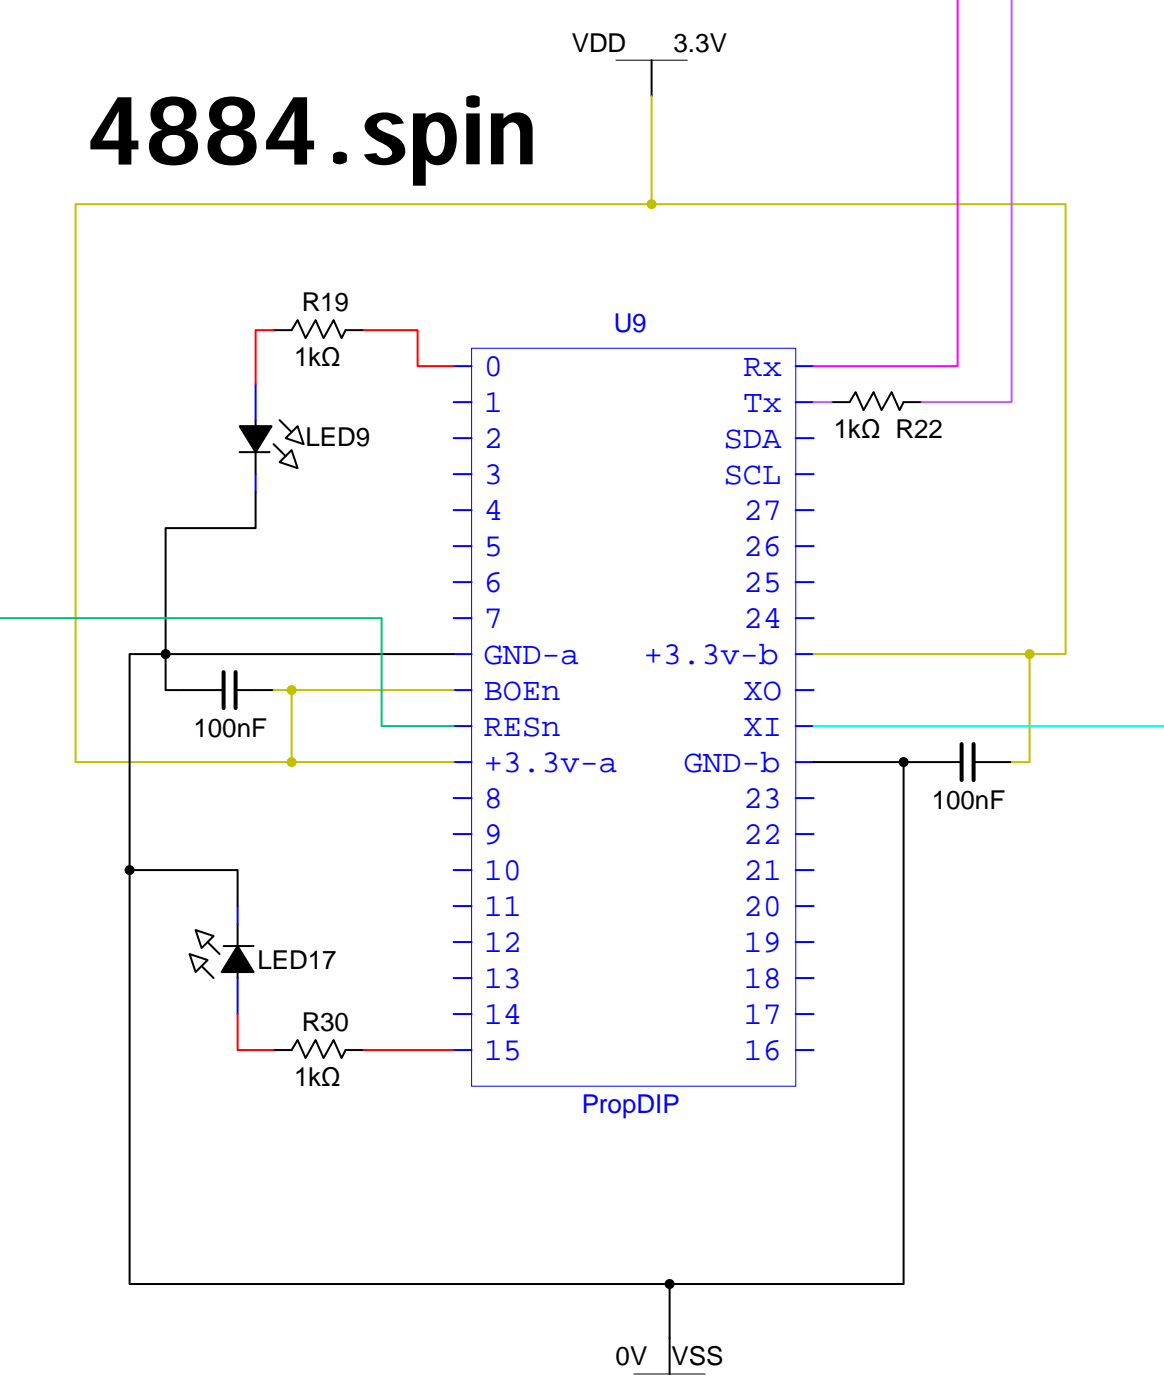 VDD 3.3V
4884.spin
R19
1kΩ
U9
LED9
0 Rx
1 Tx
1kΩ R22
2 SDA
3 SCL
4 27
5 26
6 25
7 24
GND-a +3.3v-b
BOEn XO
100nF
RESn XI
+3.3v-a GND-b
100nF
8 23
9 22
10 21
11 20
12 19
LED17
13 18
14 17
R30
1kΩ
15 16
PropDIP
0V VSS